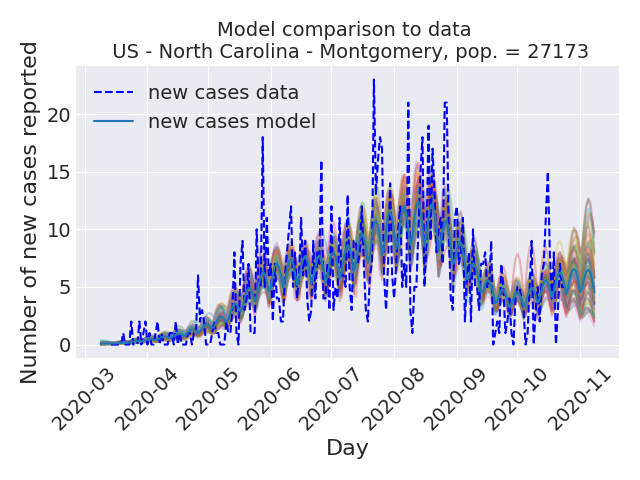 Model comparison to data
US - North Carolina - Montgomery, pop. = 27173
Number of new cases reported
new cases data
new cases model
20
15
10
5
0
2020-03
2020-04
2020-05
2020-06
2020-07
2020-08
2020-09
2020-10
2020-11
Day